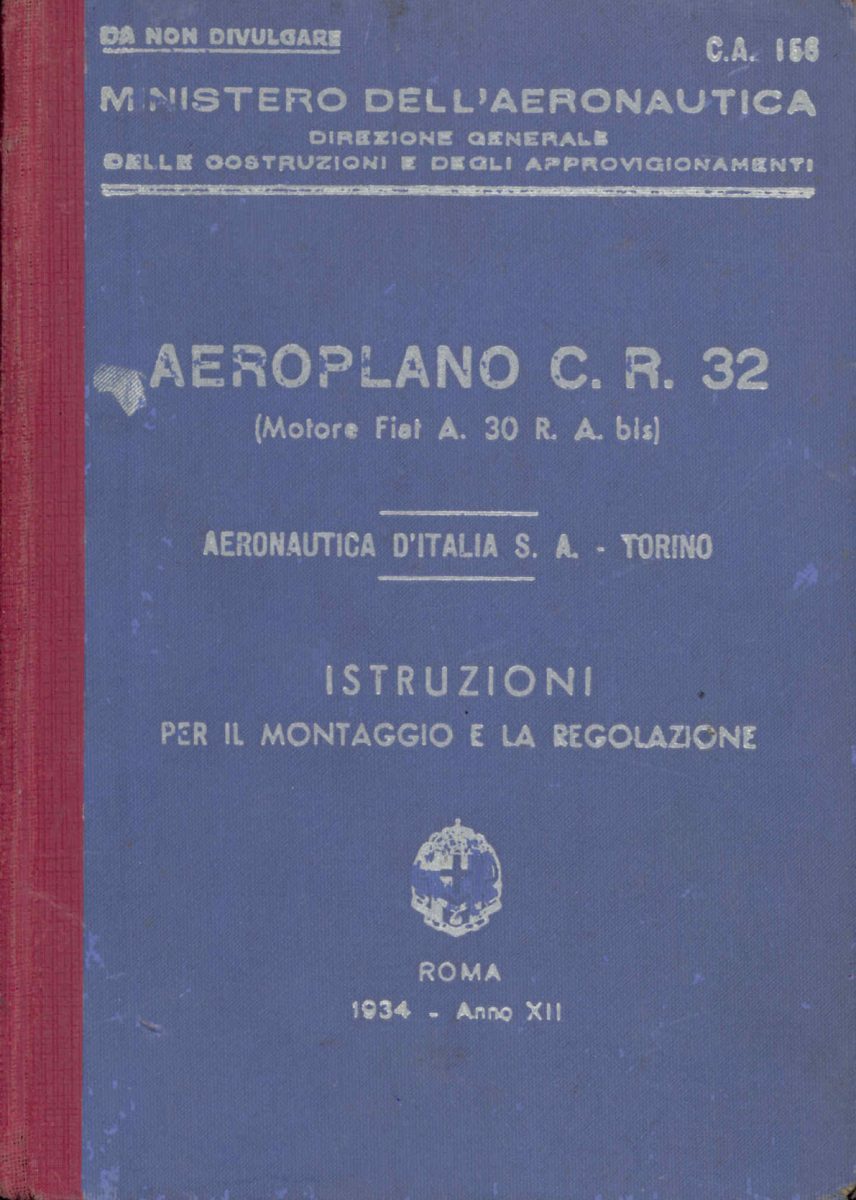 DA NON DIVULGARE
C.A. 156
MINISTERO DELL'AERONAUTICA
DIREZIONE GENERALE
DELLE COSTRUZIONI E DEGLI APPROVIGIONAMENTI
AEROPLANO C. R. 32
(Motore Fiat A. 30 R. A. bis)
AERONAUTICA D'ITALIA S. A. - TORINO
ISTRUZIONI
PER IL MONTAGGIO E LA REGOLAZIONE
ROMA
1934 - Anno XII